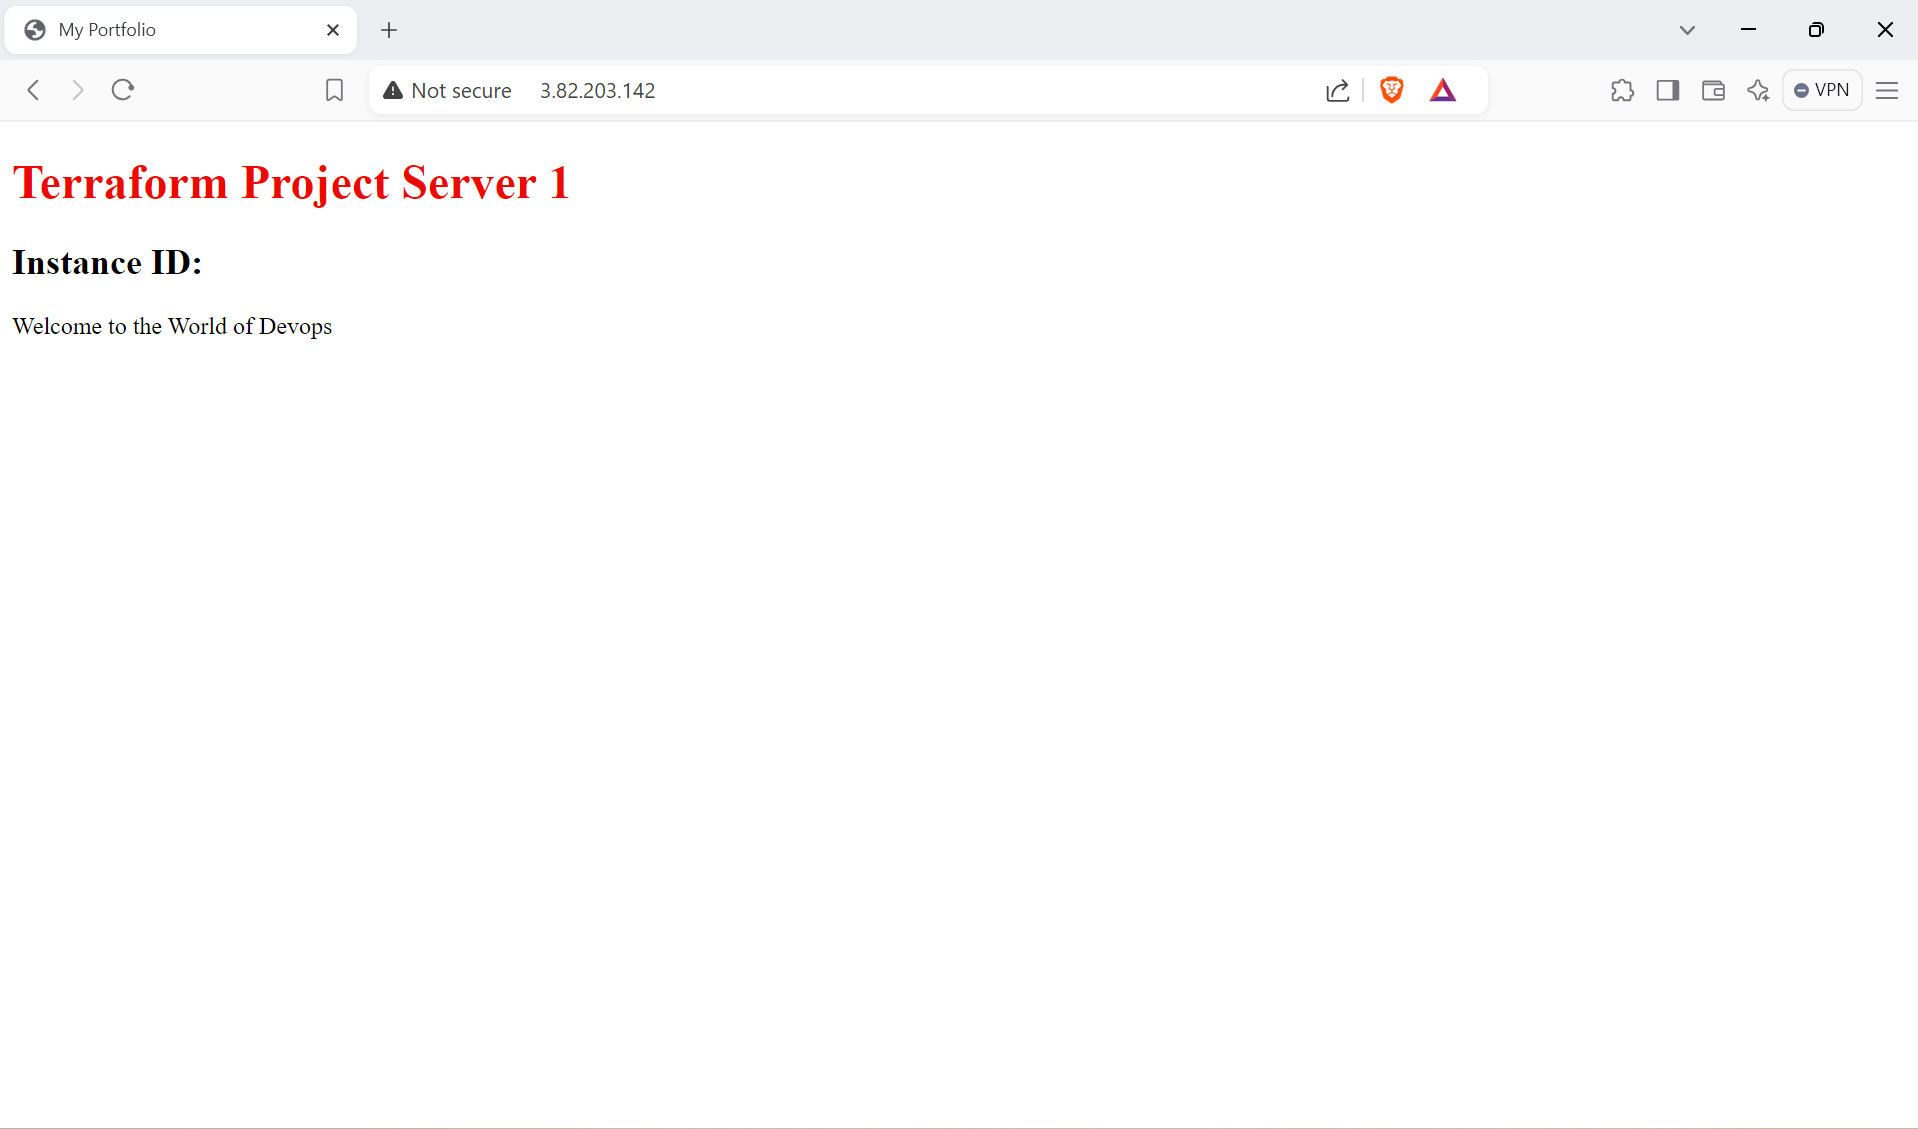 My Portfolio
Not secure 3.82.203.142
VPN
Terraform Project Server 1
Instance ID:
Welcome to the World of Devops